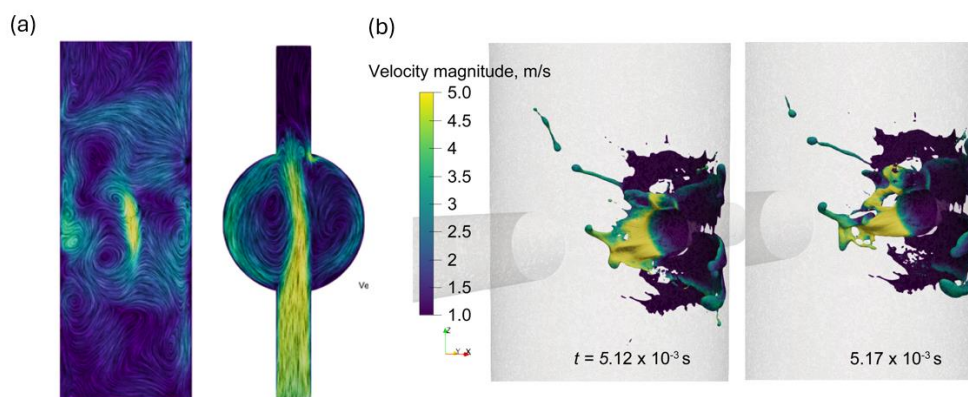 (a)
(b)
Velocity magnitude, m/s
5.0
4.5
4.0
3.5
3
2.5
2
1.5
1.0
Ve
Z
Y X
t = 5.12 x 10-³ s
5.17 x 10-³ s